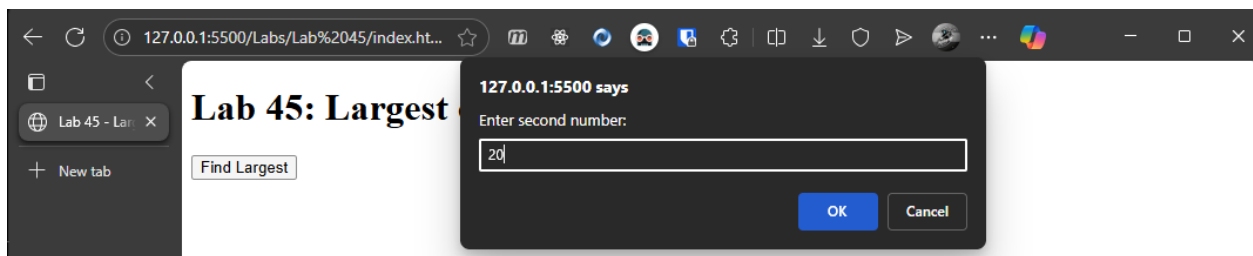 127.0.0.1:5500/Labs/Lab%2045/index.ht...
Lab 45 - Lar
New tab
Lab 45: Largest
Find Largest
127.0.0.1:5500 says
Enter second number:
20
OK
Cancel